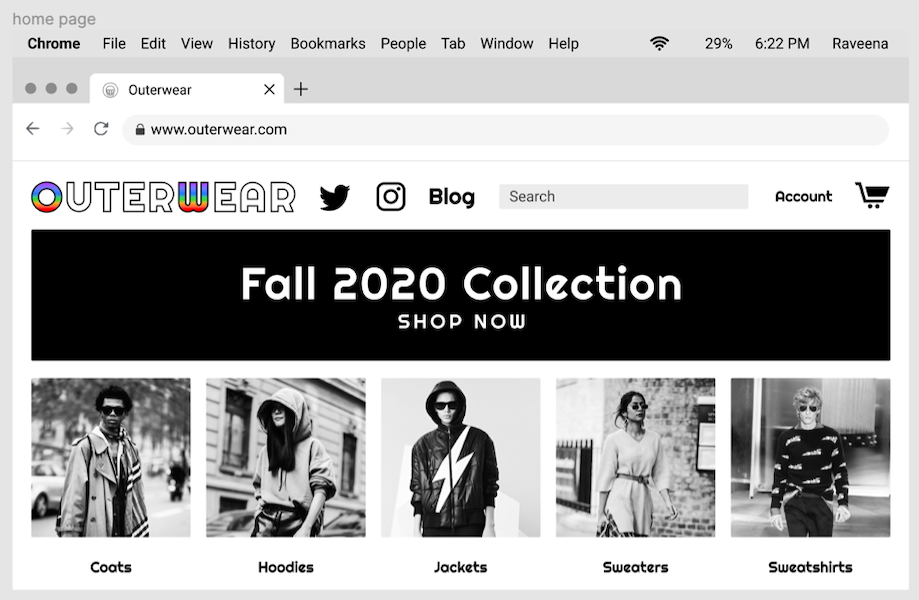 home page
Chrome File Edit View History Bookmarks People Tab Window Help 29% 6:22 PM Raveena
Outerwear
www.outerwear.com
OUTERWEAR Blog Search Account
Fall 2020 Collection
SHOP NOW
Coats Hoodies Jackets Sweaters Sweatshirts